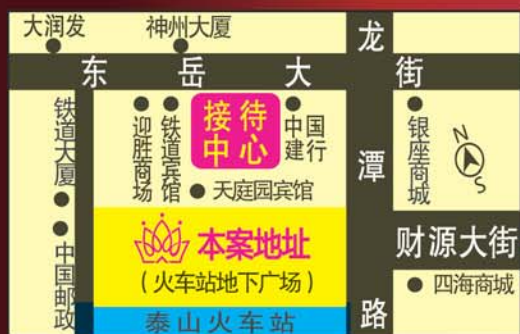 大润发
神州大厦
东岳大街
龙潭路
铁道大厦
中国邮政
迎胜商场
铁道宾馆
接待
中心
中国
建行
天庭园宾馆
银座商城
N
S
本案地址
（火车站地下广场）
财源大街
四海商城
泰山火车站